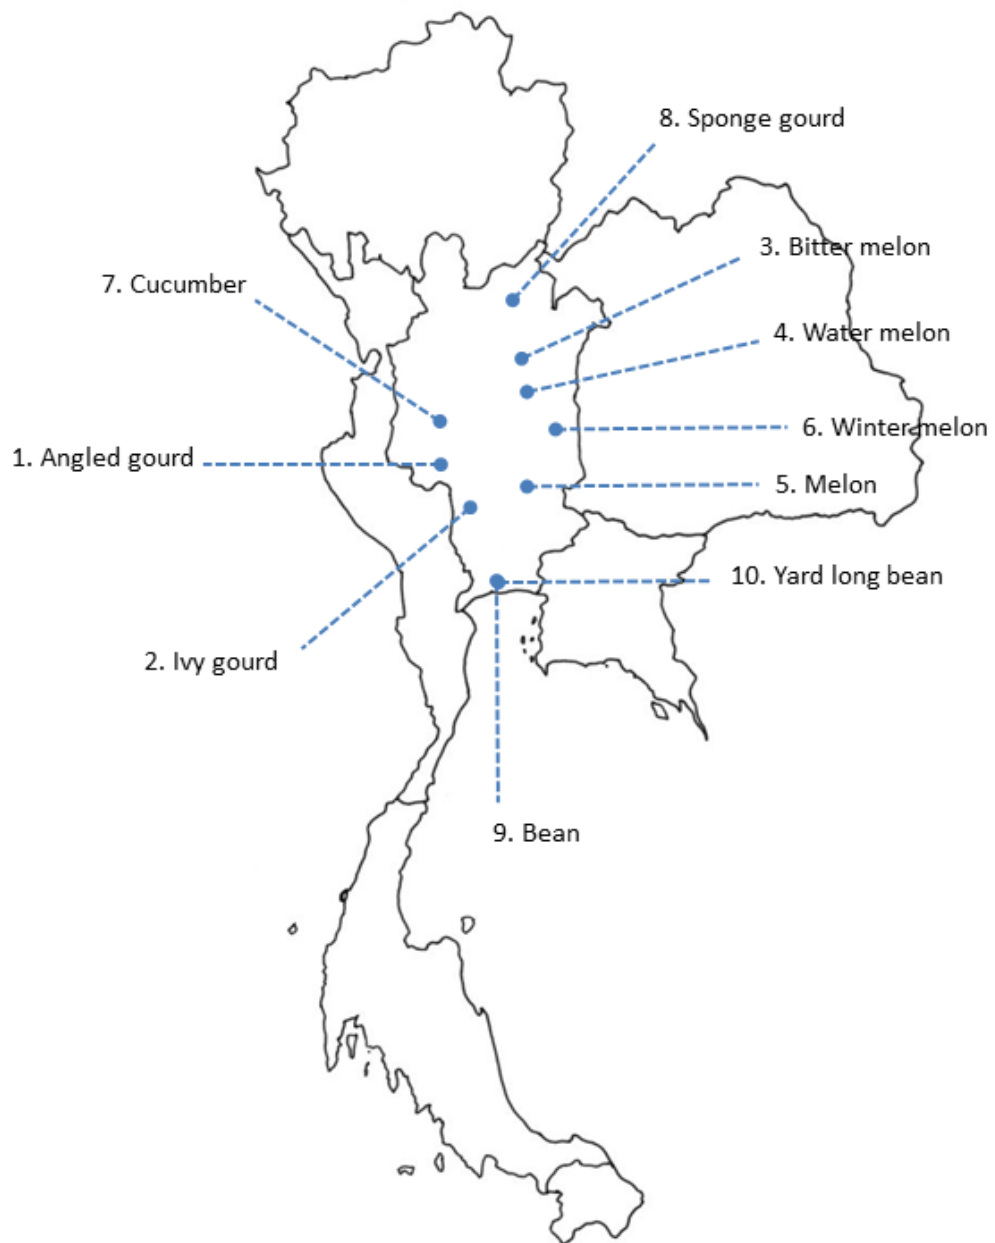 8. Sponge gourd
3. Bitter melon
7. Cucumber
4. Water melon
6. Winter melon
1. Angled gourd
5. Melon
10. Yard long bean
2. Ivy gourd
9. Bean